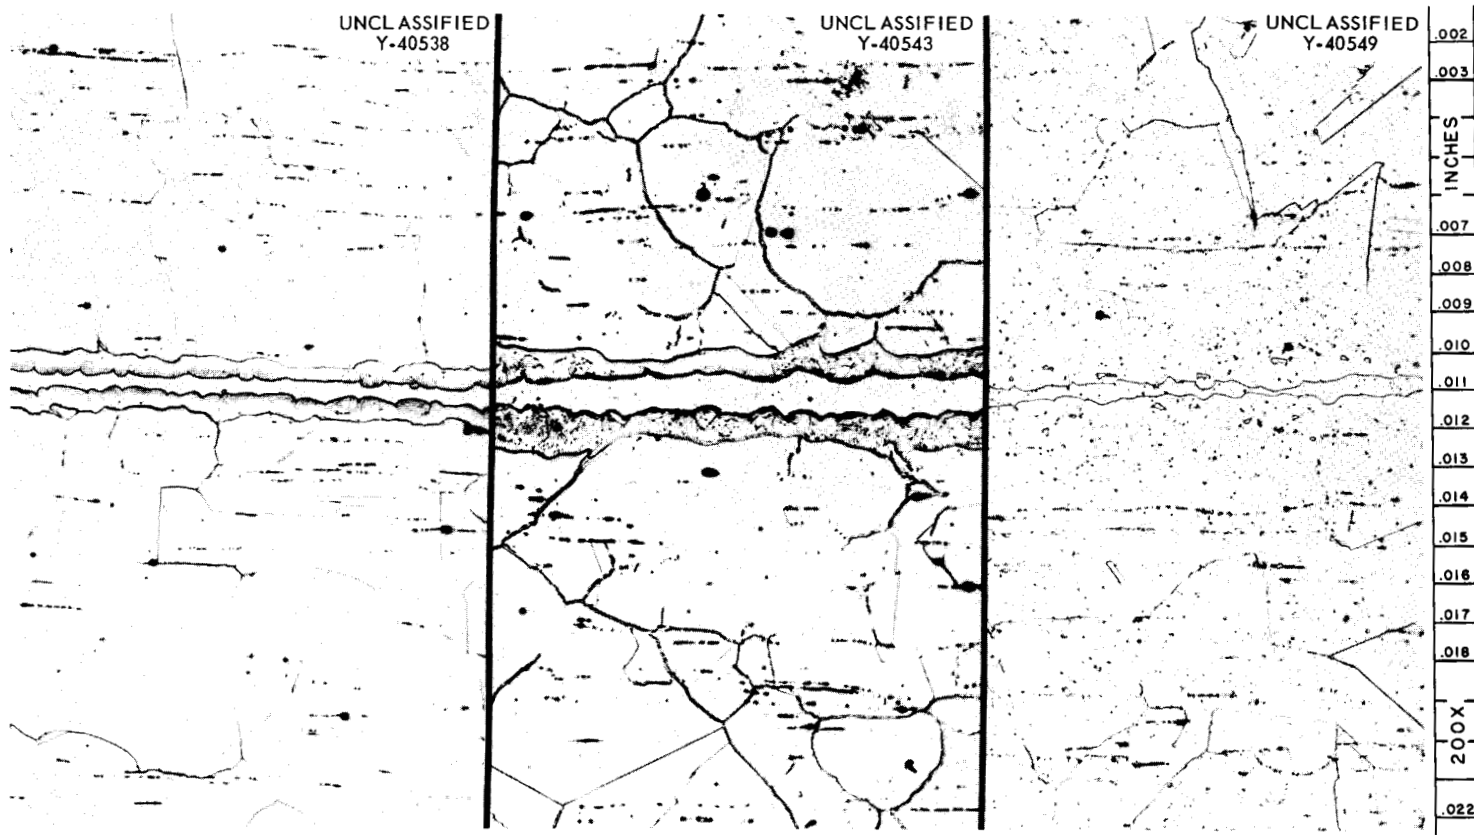 UNCLASSIFIED
Y-40538
UNCLASSIFIED
Y-40543
UNCLASSIFIED
Y-40549
.002
.003
INCHES
.007
.008
.009
.010
.011
.012
.013
.014
.015
.016
.017
.018
200X
.022